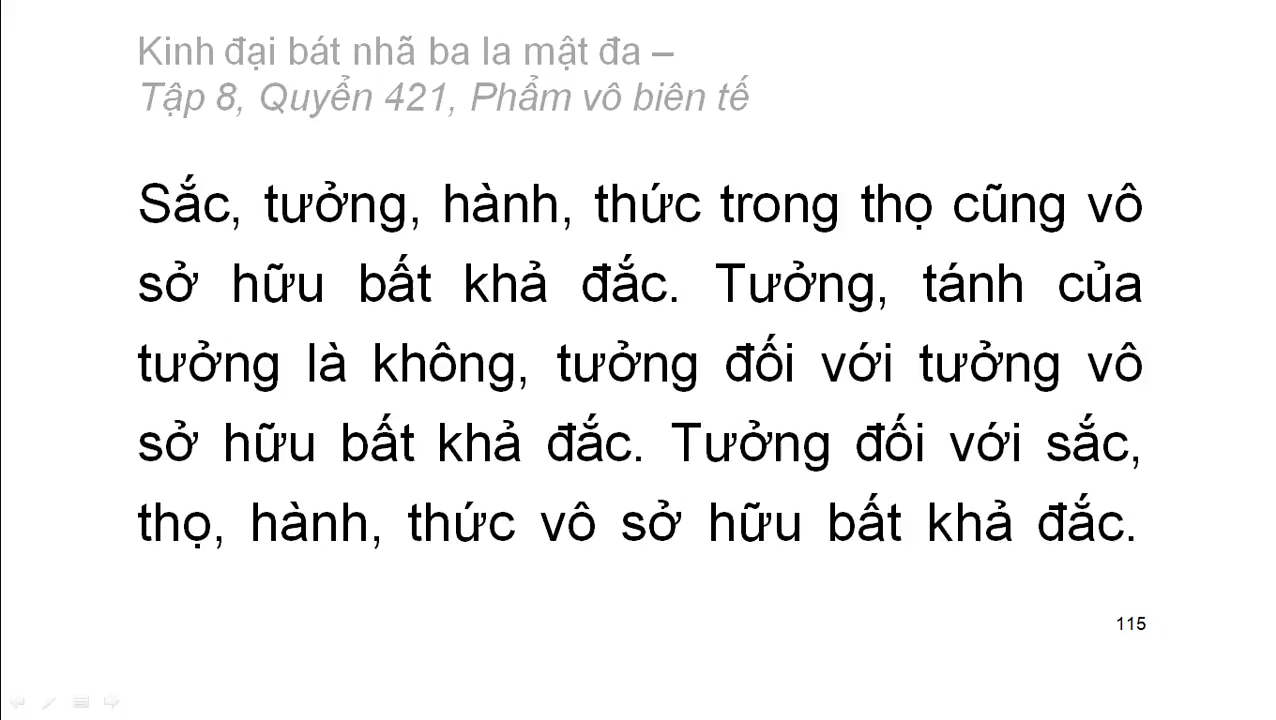 Kinh đại bát nhã ba la mật đa –
Tập 8, Quyển 421, Phẩm vô biên tế
Sắc, tưởng, hành, thức trong thọ cũng vô
sở hữu bất khả đắc. Tưởng, tánh của
tưởng là không, tưởng đối với tưởng vô
sở hữu bất khả đắc. Tưởng đối với sắc,
thọ, hành, thức vô sở hữu bất khả đắc.
115